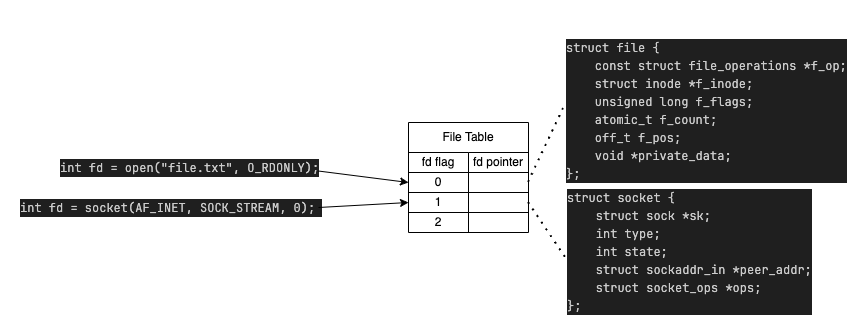 int fd = open("file.txt", O_RDONLY);
int fd = socket(AF_INET, SOCK_STREAM, 0);
File Table
fd flag fd pointer
0
1
2
struct file {
    const struct file_operations *f_op;
    struct inode *f_inode;
    unsigned long f_flags;
    atomic_t f_count;
    off_t f_pos;
    void *private_data;
};
struct socket {
    struct sock *sk;
    int type;
    int state;
    struct sockaddr_in *peer_addr;
    struct socket_ops *ops;
};